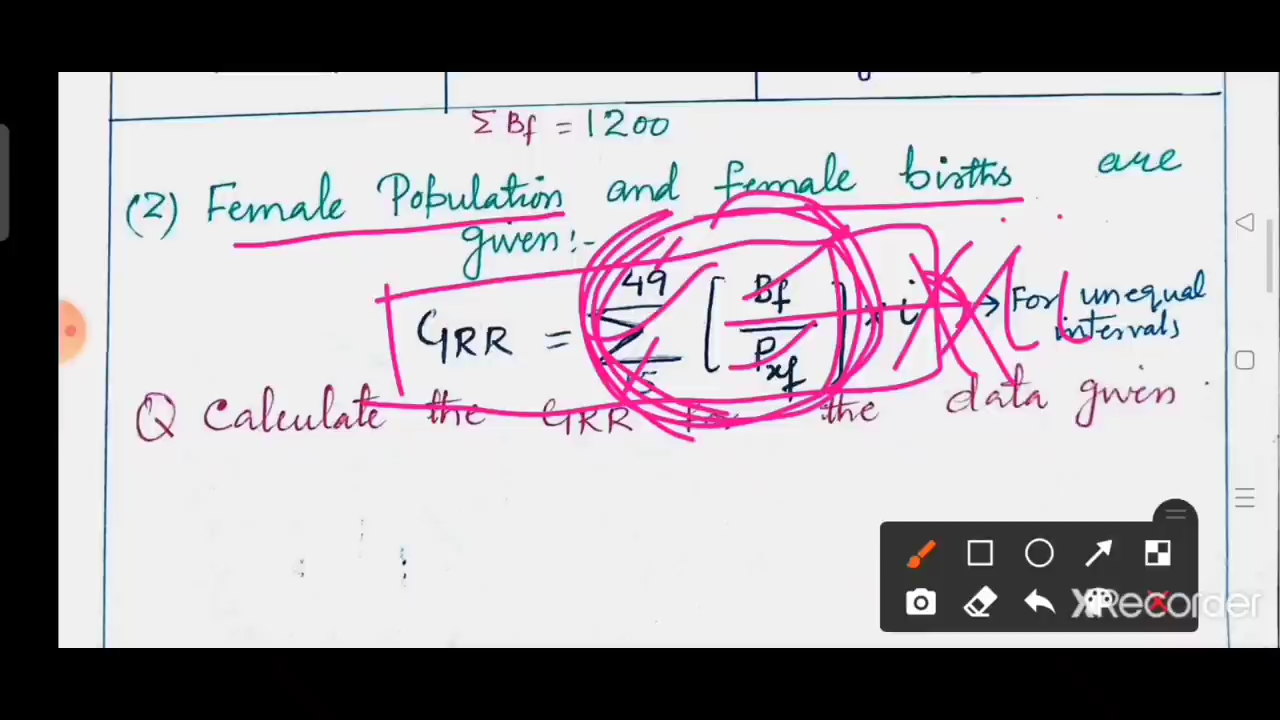 Σ Bf = 1200
(2) Female Population and female births are
given:-
GRR = 49 Σ 15 [ Bf / Pxf ] × i → For unequal
intervals
Q Calculate the GRR For the data given
XRecorder